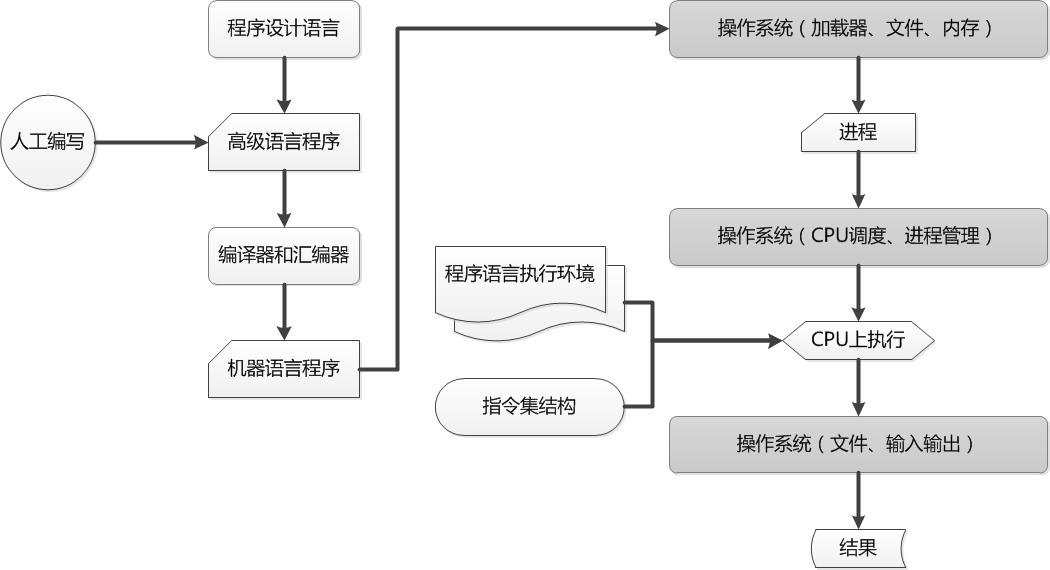 程序设计语言
人工编写
高级语言程序
编译器和汇编器
机器语言程序
操作系统（加载器、文件、内存）
进程
操作系统（CPU调度、进程管理）
程序语言执行环境
指令集结构
CPU上执行
操作系统（文件、输入输出）
结果